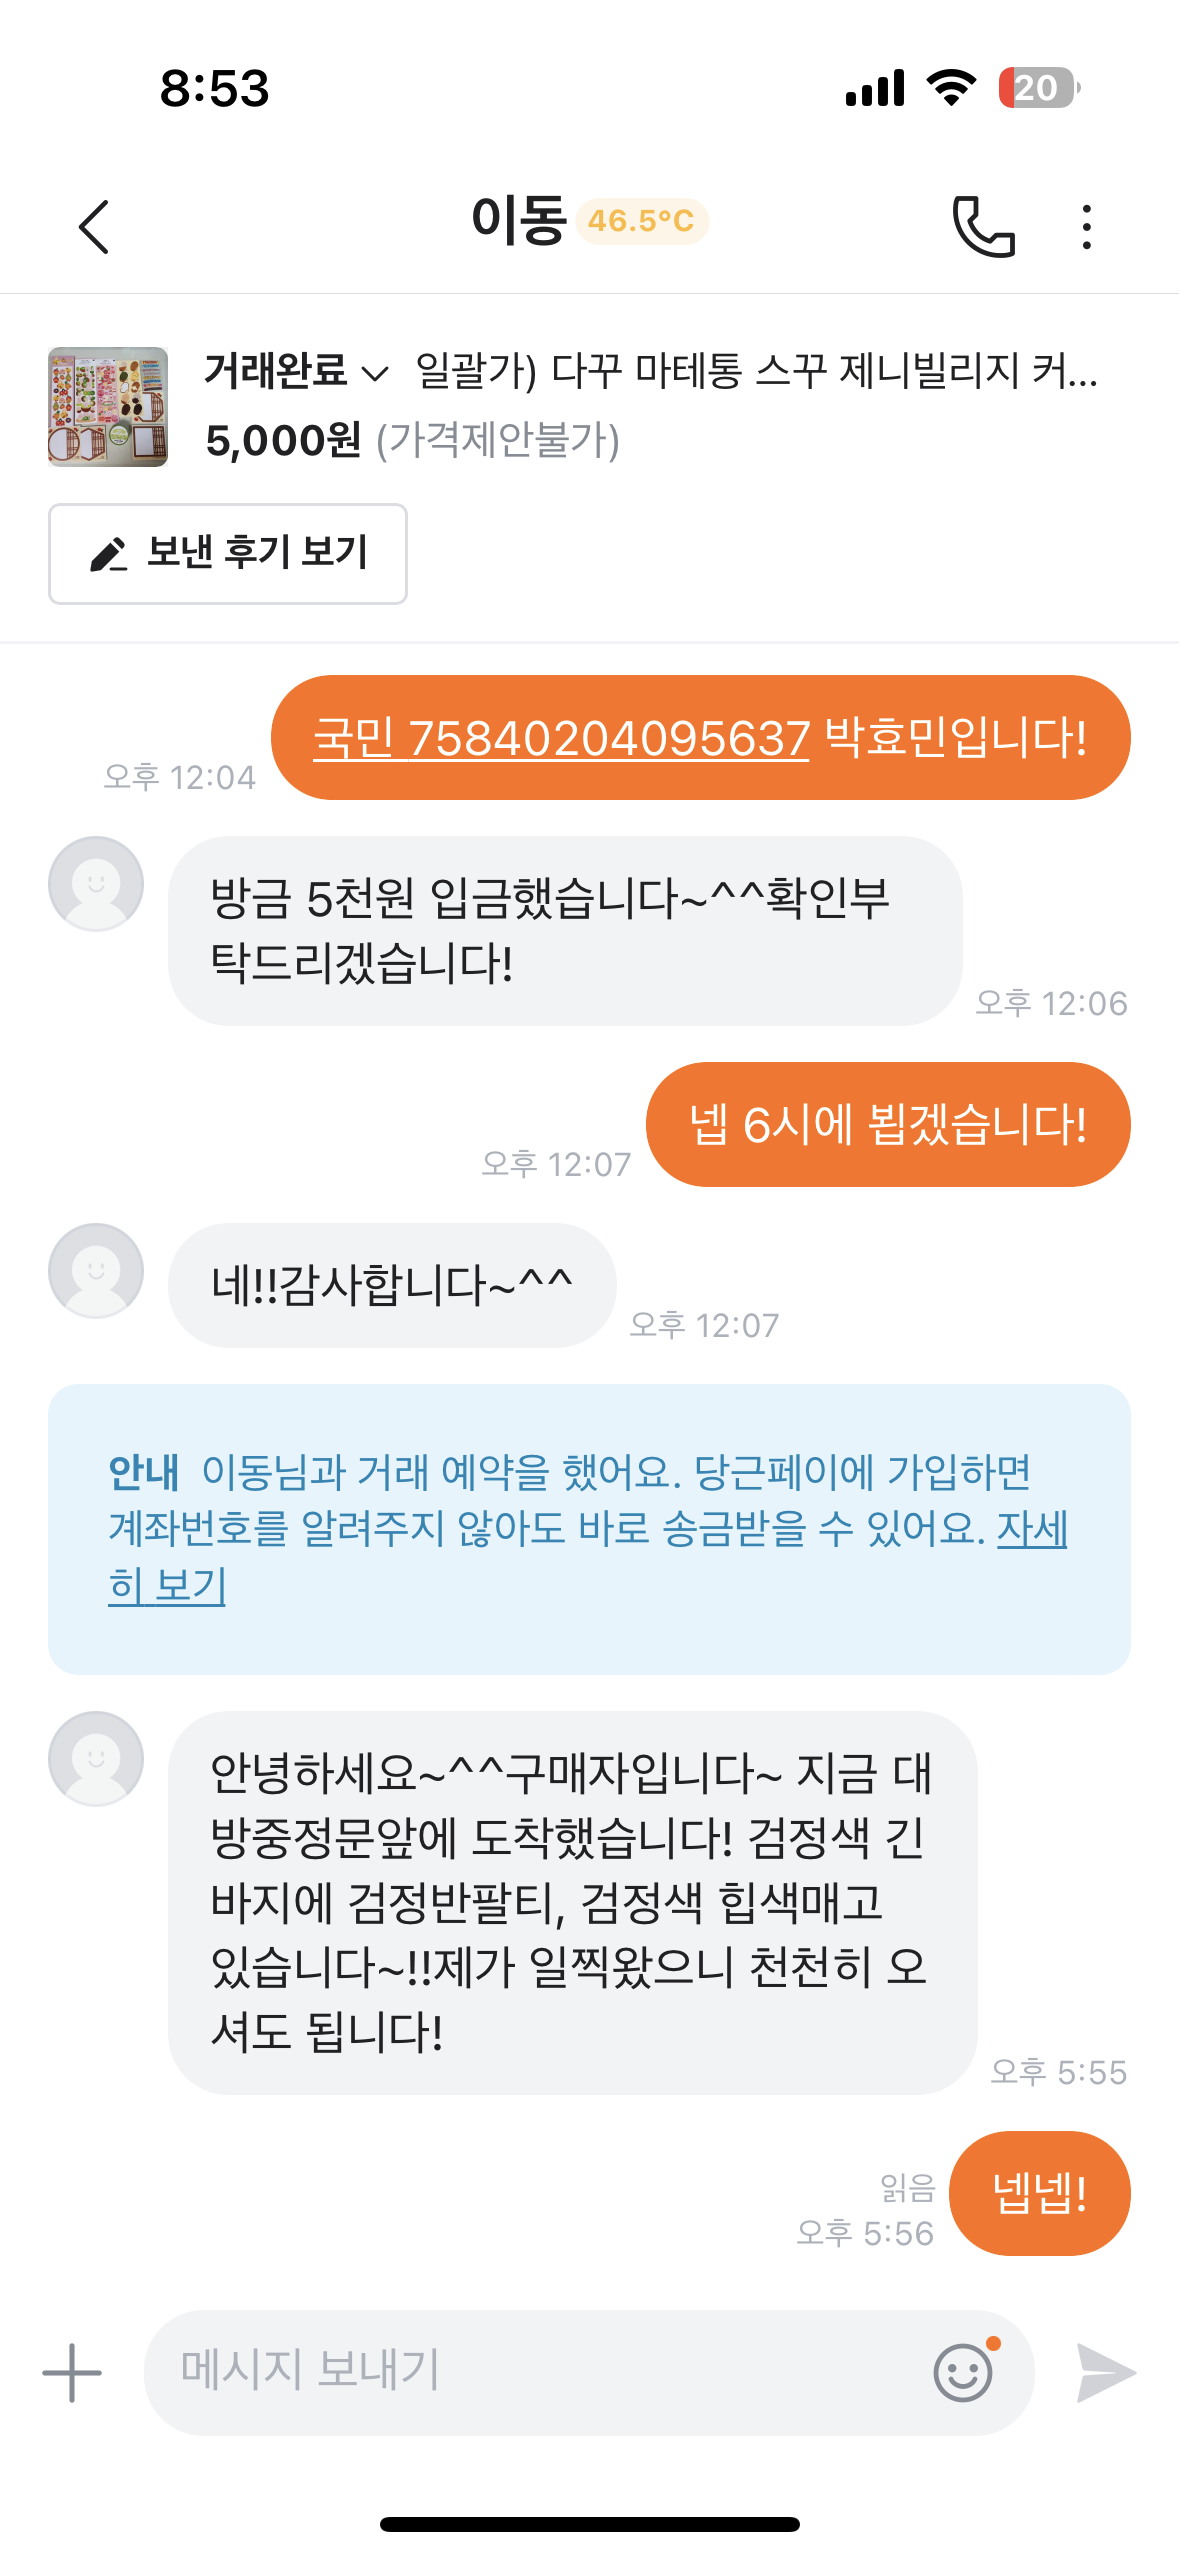 8:53
20
이동 46.5°C
거래완료 일괄가) 다꾸 마테통 스꾸 제니빌리지 커...
5,000원 (가격제안불가)
보낸 후기 보기
국민 75840204095637 박효민입니다!
오후 12:04
방금 5천원 입금했습니다~^^확인부
탁드리겠습니다!
오후 12:06
넵 6시에 뵙겠습니다!
오후 12:07
네!!감사합니다~^^
오후 12:07
안내 이동님과 거래 예약을 했어요. 당근페이에 가입하면
계좌번호를 알려주지 않아도 바로 송금받을 수 있어요. 자세
히 보기
안녕하세요~^^구매자입니다~ 지금 대
방중정문앞에 도착했습니다! 검정색 긴
바지에 검정반팔티, 검정색 힙색매고
있습니다~!!제가 일찍왔으니 천천히 오
셔도 됩니다!
오후 5:55
넵넵!
읽음
오후 5:56
메시지 보내기